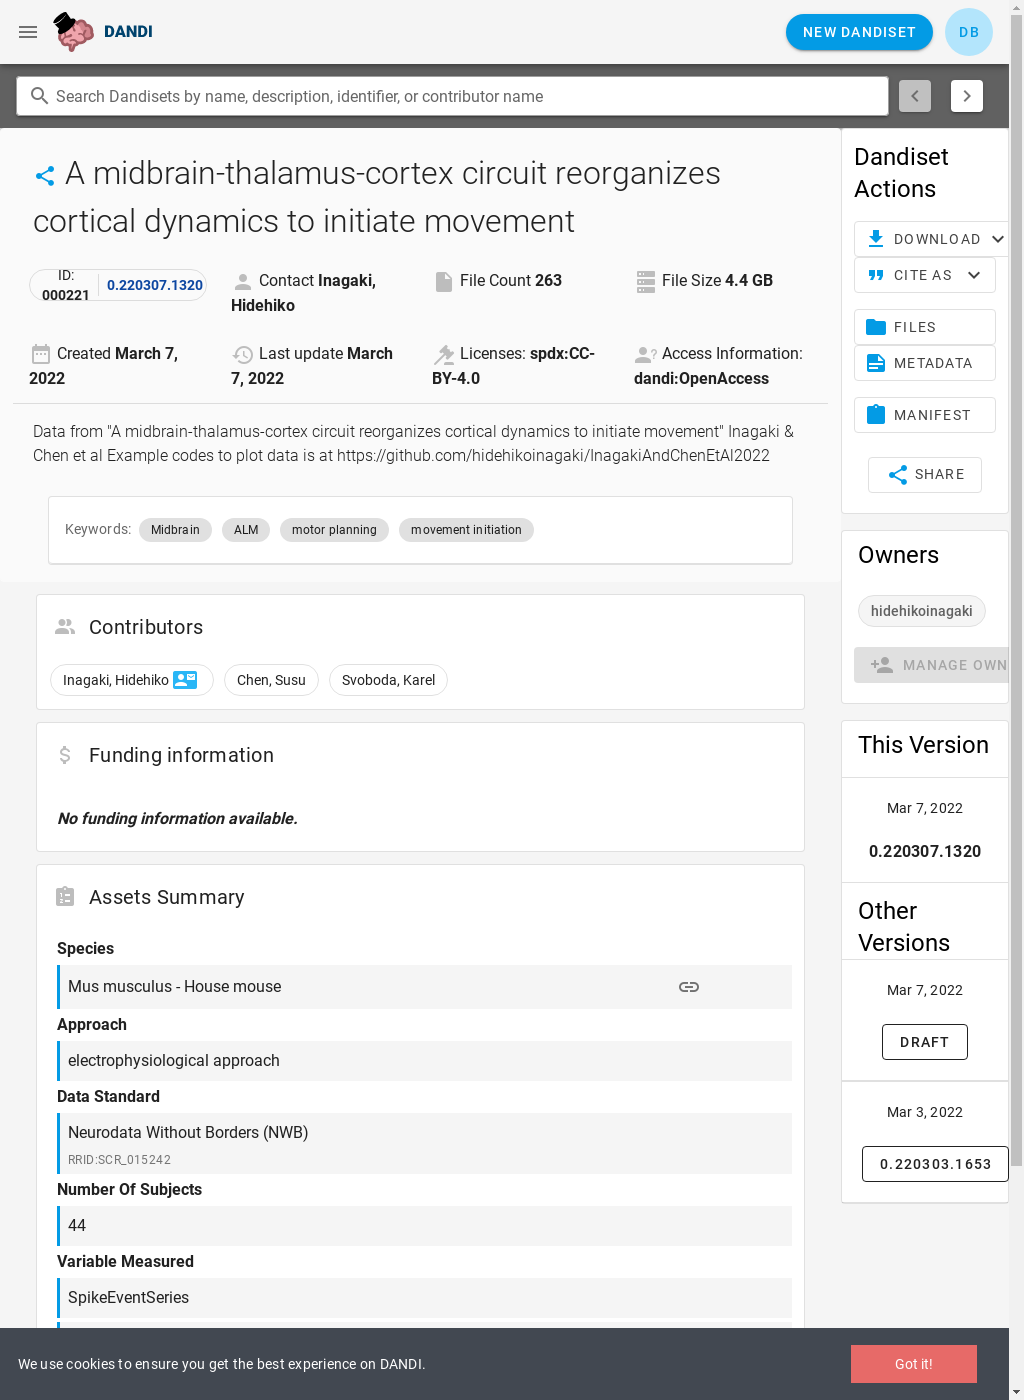 DANDI
NEW DANDISET
DB
Search Dandisets by name, description, identifier, or contributor name
A midbrain-thalamus-cortex circuit reorganizes
cortical dynamics to initiate movement
ID:
000221
0.220307.1320
Contact Inagaki,
Hidehiko
File Count 263
File Size 4.4 GB
Created March 7,
2022
Last update March
7, 2022
Licenses: spdx:CC-
BY-4.0
Access Information:
dandi:OpenAccess
Data from "A midbrain-thalamus-cortex circuit reorganizes cortical dynamics to initiate movement" Inagaki &
Chen et al Example codes to plot data is at https://github.com/hidehikoinagaki/InagakiAndChenEtAl2022
Keywords: Midbrain ALM motor planning movement initiation
Contributors
Inagaki, Hidehiko
Chen, Susu
Svoboda, Karel
Funding information
No funding information available.
Assets Summary
Species
Mus musculus - House mouse
Approach
electrophysiological approach
Data Standard
Neurodata Without Borders (NWB)
RRID:SCR_015242
Number Of Subjects
44
Variable Measured
SpikeEventSeries
Dandiset
Actions
DOWNLOAD
CITE AS
FILES
METADATA
MANIFEST
SHARE
Owners
hidehikoinagaki
MANAGE OWN
This Version
Mar 7, 2022
0.220307.1320
Other
Versions
Mar 7, 2022
DRAFT
Mar 3, 2022
0.220303.1653
We use cookies to ensure you get the best experience on DANDI.
Got it!